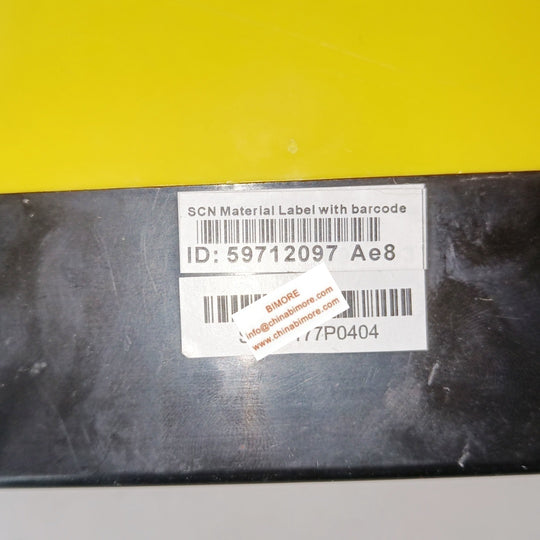 SCN Material Label with barcode
ID: 59712097 Ae8
BIMORE
info@chinabimore.com
www.chinabimore.com
77P0404